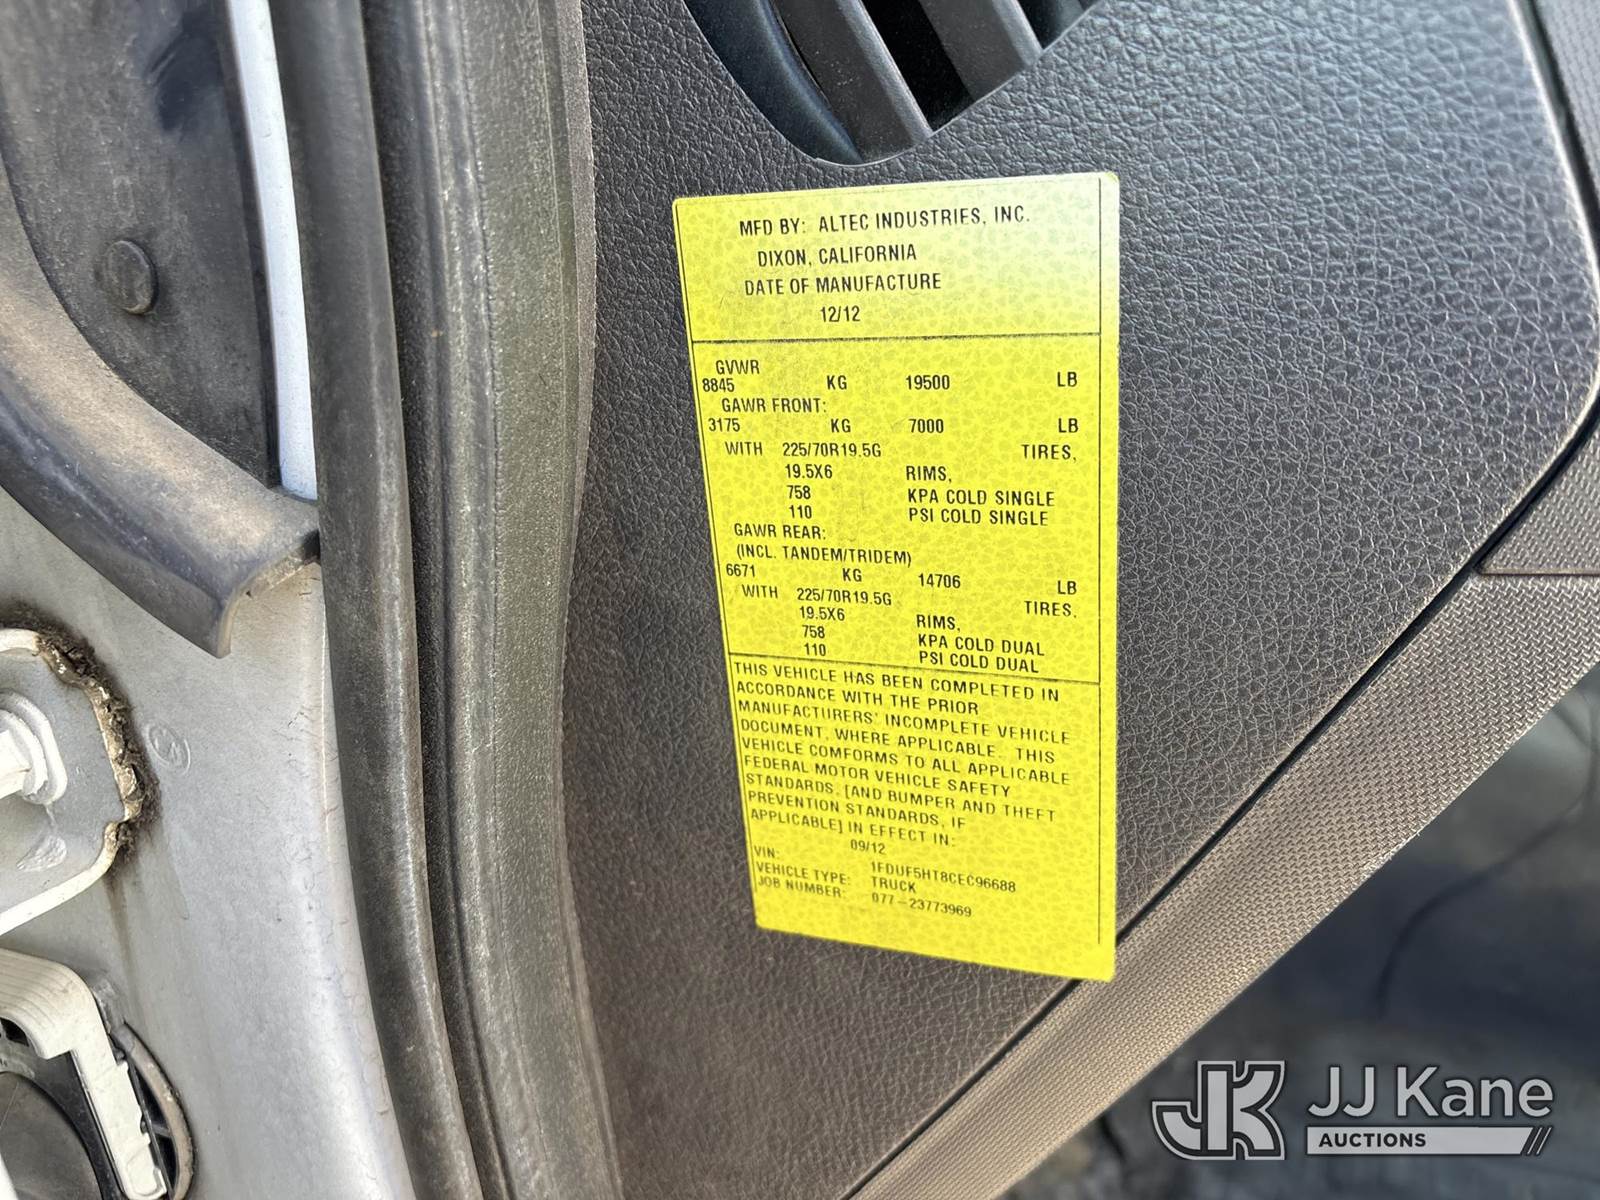 MFD BY: ALTEC INDUSTRIES, INC.
DIXON, CALIFORNIA
DATE OF MANUFACTURE
12/12
GVWR
8845 KG 19500 LB
GAWR FRONT:
3175 KG 7000 LB
WITH 225/70R19.5G TIRES,
19.5X6 RIMS,
758 KPA COLD SINGLE
110 PSI COLD SINGLE
GAWR REAR:
(INCL. TANDEM/TRIDEM)
6671 KG 14706 LB
WITH 225/70R19.5G TIRES,
19.5X6 RIMS,
758 KPA COLD DUAL
110 PSI COLD DUAL
THIS VEHICLE HAS BEEN COMPLETED IN
ACCORDANCE WITH THE PRIOR
MANUFACTURERS' INCOMPLETE VEHICLE
DOCUMENT, WHERE APPLICABLE. THIS
VEHICLE COMFORMS TO ALL APPLICABLE
FEDERAL MOTOR VEHICLE SAFETY
STANDARDS, [AND BUMPER AND THEFT
PREVENTION STANDARDS, IF
APPLICABLE] IN EFFECT IN:
09/12
VIN: 1FDUF5HT8CEC96688
VEHICLE TYPE: TRUCK
JOB NUMBER: 077-23773969
JK JJ Kane
AUCTIONS